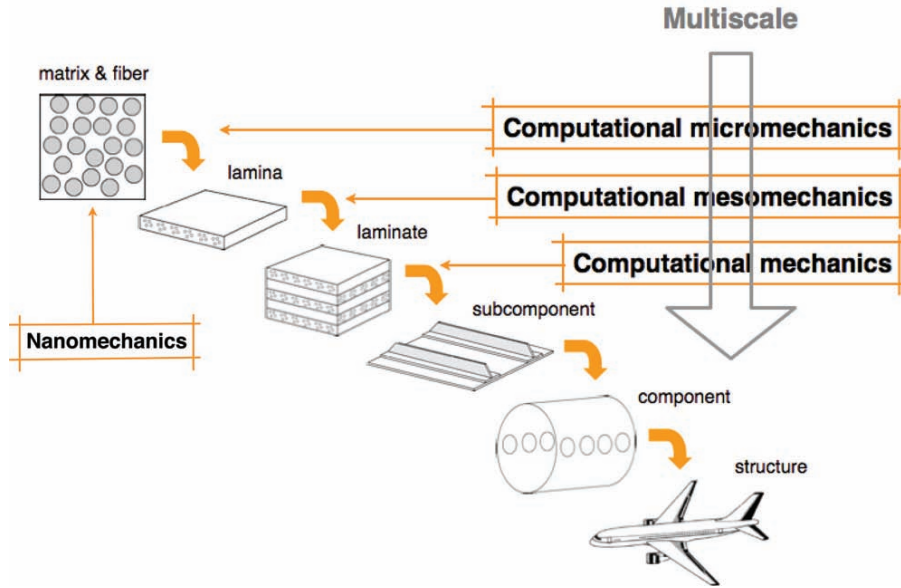 Multiscale
matrix & fiber
Computational micromechanics
lamina
Computational mesomechanics
laminate
Computational mechanics
subcomponent
Nanomechanics
component
structure